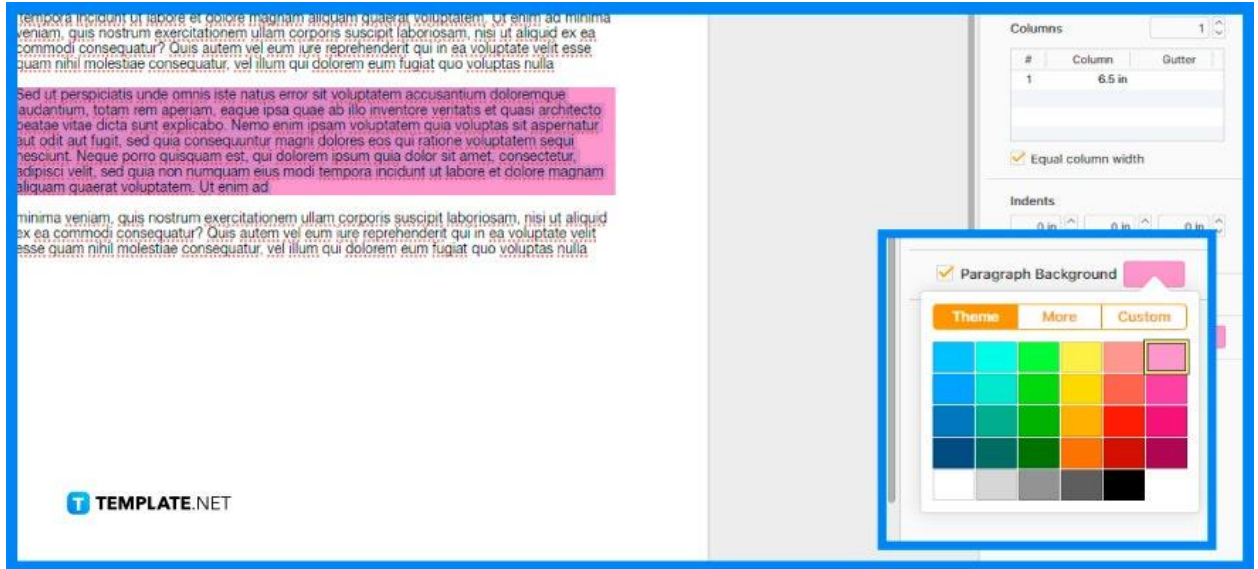 tempora incidunt ut labore et dolore magnam aliquam quaerat voluptatem. Ut enim ad minima
veniam, quis nostrum exercitationem ullam corporis suscipit laboriosam, nisi ut aliquid ex ea
commodi consequatur? Quis autem vel eum iure reprehenderit qui in ea voluptate velit esse
quam nihil molestiae consequatur, vel illum qui dolorem eum fugiat quo voluptas nulla
Sed ut perspiciatis unde omnis iste natus error sit voluptatem accusantium doloremque
laudantium, totam rem aperiam, eaque ipsa quae ab illo inventore veritatis et quasi architecto
beatae vitae dicta sunt explicabo. Nemo enim ipsam voluptatem quia voluptas sit aspernatur
aut odit aut fugit, sed quia consequuntur magni dolores eos qui ratione voluptatem sequi
nesciunt. Neque porro quisquam est, qui dolorem ipsum quia dolor sit amet, consectetur,
adipisci velit, sed quia non numquam eius modi tempora incidunt ut labore et dolore magnam
aliquam quaerat voluptatem. Ut enim ad
minima veniam, quis nostrum exercitationem ullam corporis suscipit laboriosam, nisi ut aliquid
ex ea commodi consequatur? Quis autem vel eum iure reprehenderit qui in ea voluptate velit
esse quam nihil molestiae consequatur, vel illum qui dolorem eum fugiat quo voluptas nulla
T TEMPLATE.NET
Columns 1
# Column Gutter
1 6.5 in
Equal column width
Indents
0 in 0 in 0 in
Paragraph Background
Theme More Custom